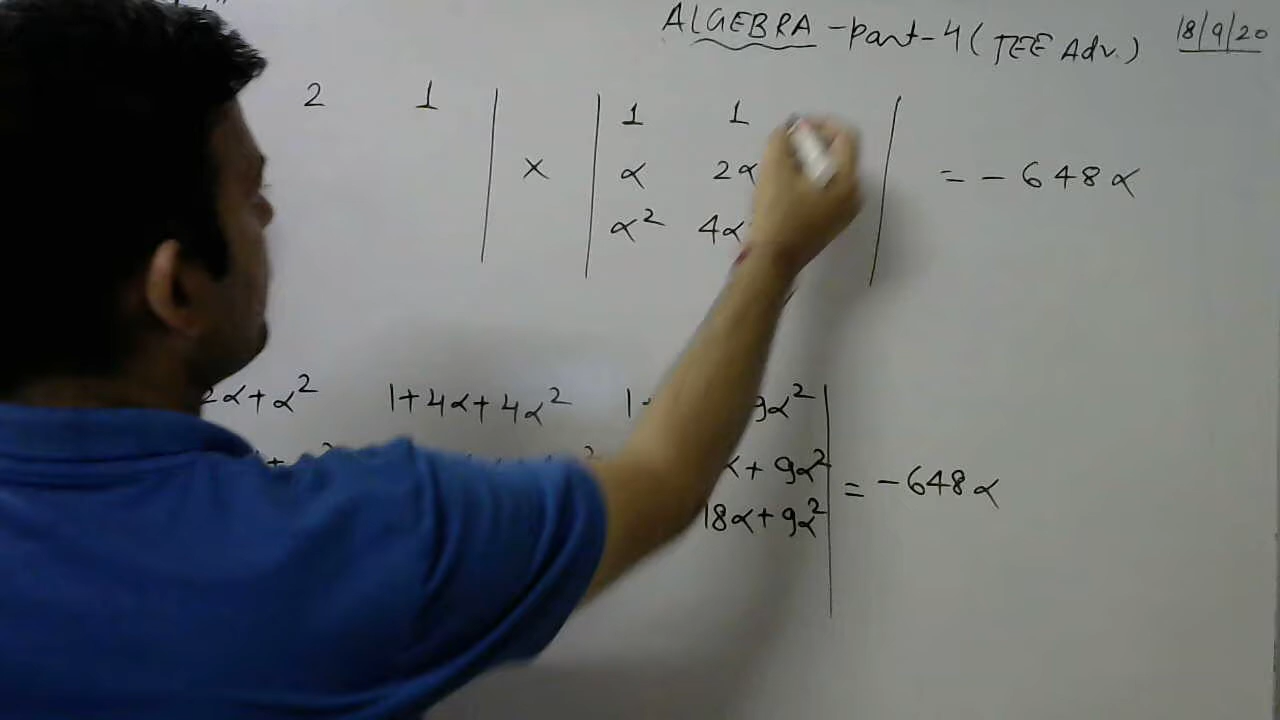 ALGEBRA - part - 4 ( JEE Adv. ) 18/9/20
2 1 | × | 1 1 | = - 648α
α 2α
α² 4α
2α + α² 1 + 4α + 4α² 1 + 9α² |
α + 9α² = - 648α
18α + 9α²